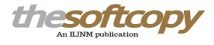 thesoftcopy
An IIJNM publication